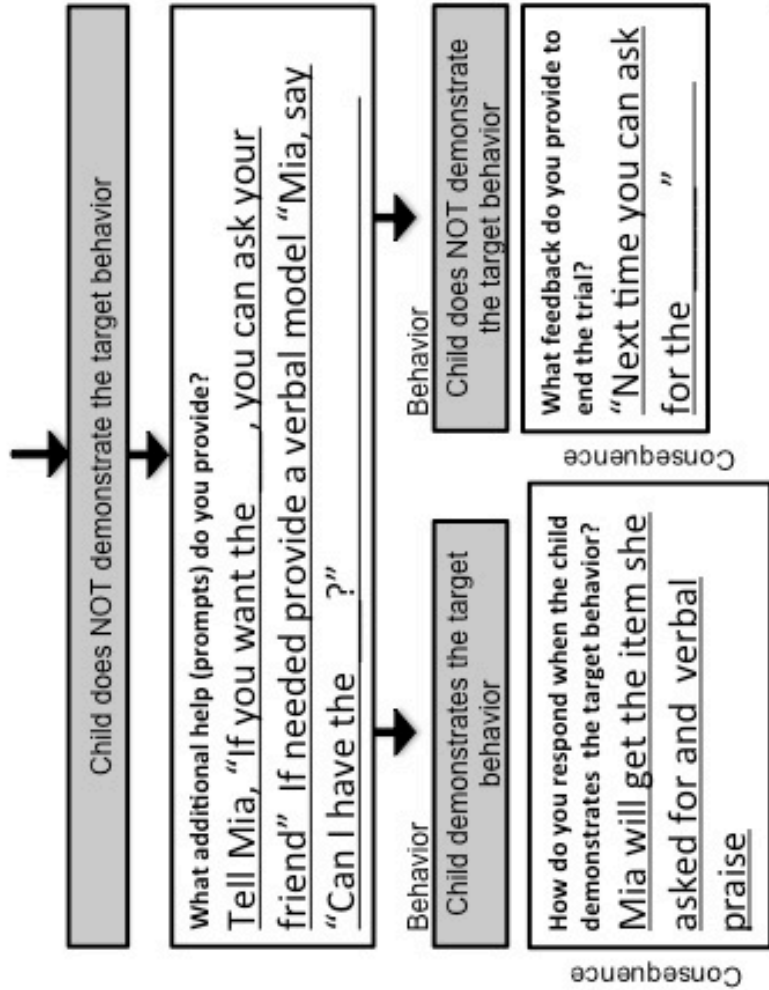 Child does NOT demonstrate the target behavior
What additional help (prompts) do you provide?
Tell Mia, “If you want the ____, you can ask your
friend” If needed provide a verbal model “Mia, say
“Can I have the ____?”
Behavior
Child demonstrates the target
behavior
Consequence
How do you respond when the child
demonstrates the target behavior?
Mia will get the item she
asked for and verbal
praise
Behavior
Child does NOT demonstrate
the target behavior
Consequence
What feedback do you provide to
end the trial?
“Next time you can ask
for the ____”